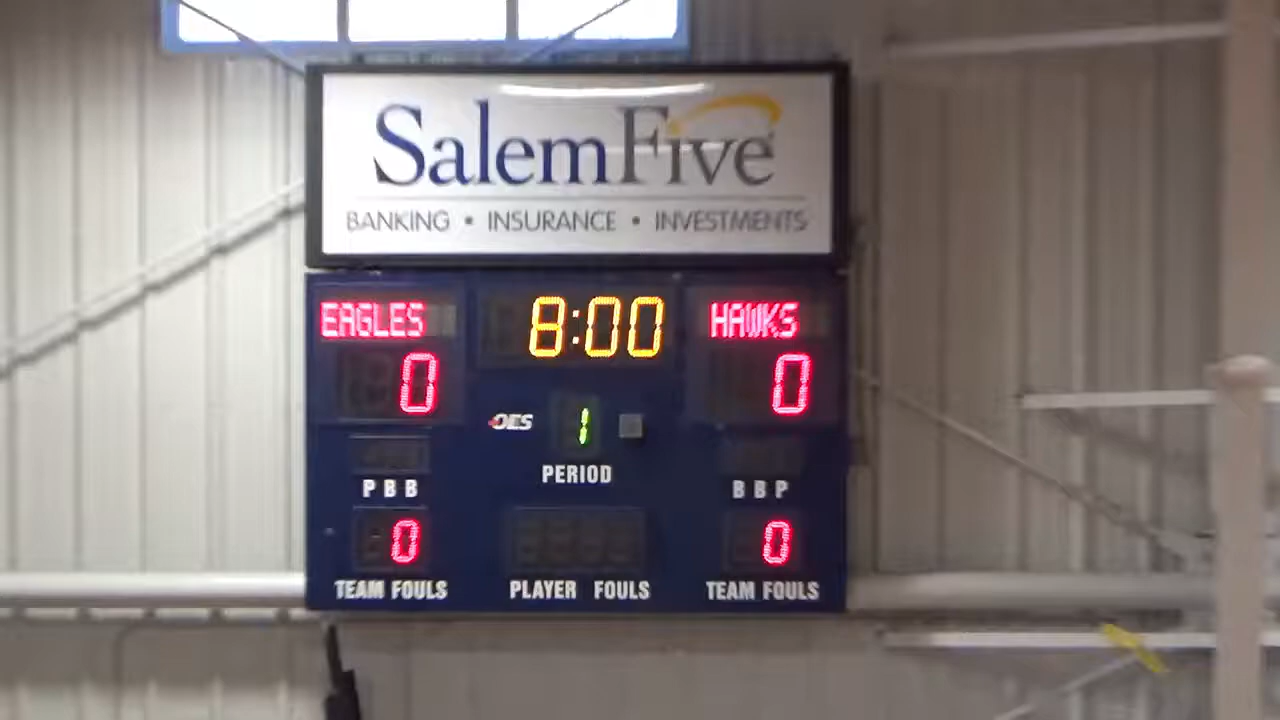 SalemFive
BANKING • INSURANCE • INVESTMENTS
EAGLES 8:00 HAWKS
0 0
OES 1
PERIOD
P B B B B P
0 0
TEAM FOULS PLAYER FOULS TEAM FOULS